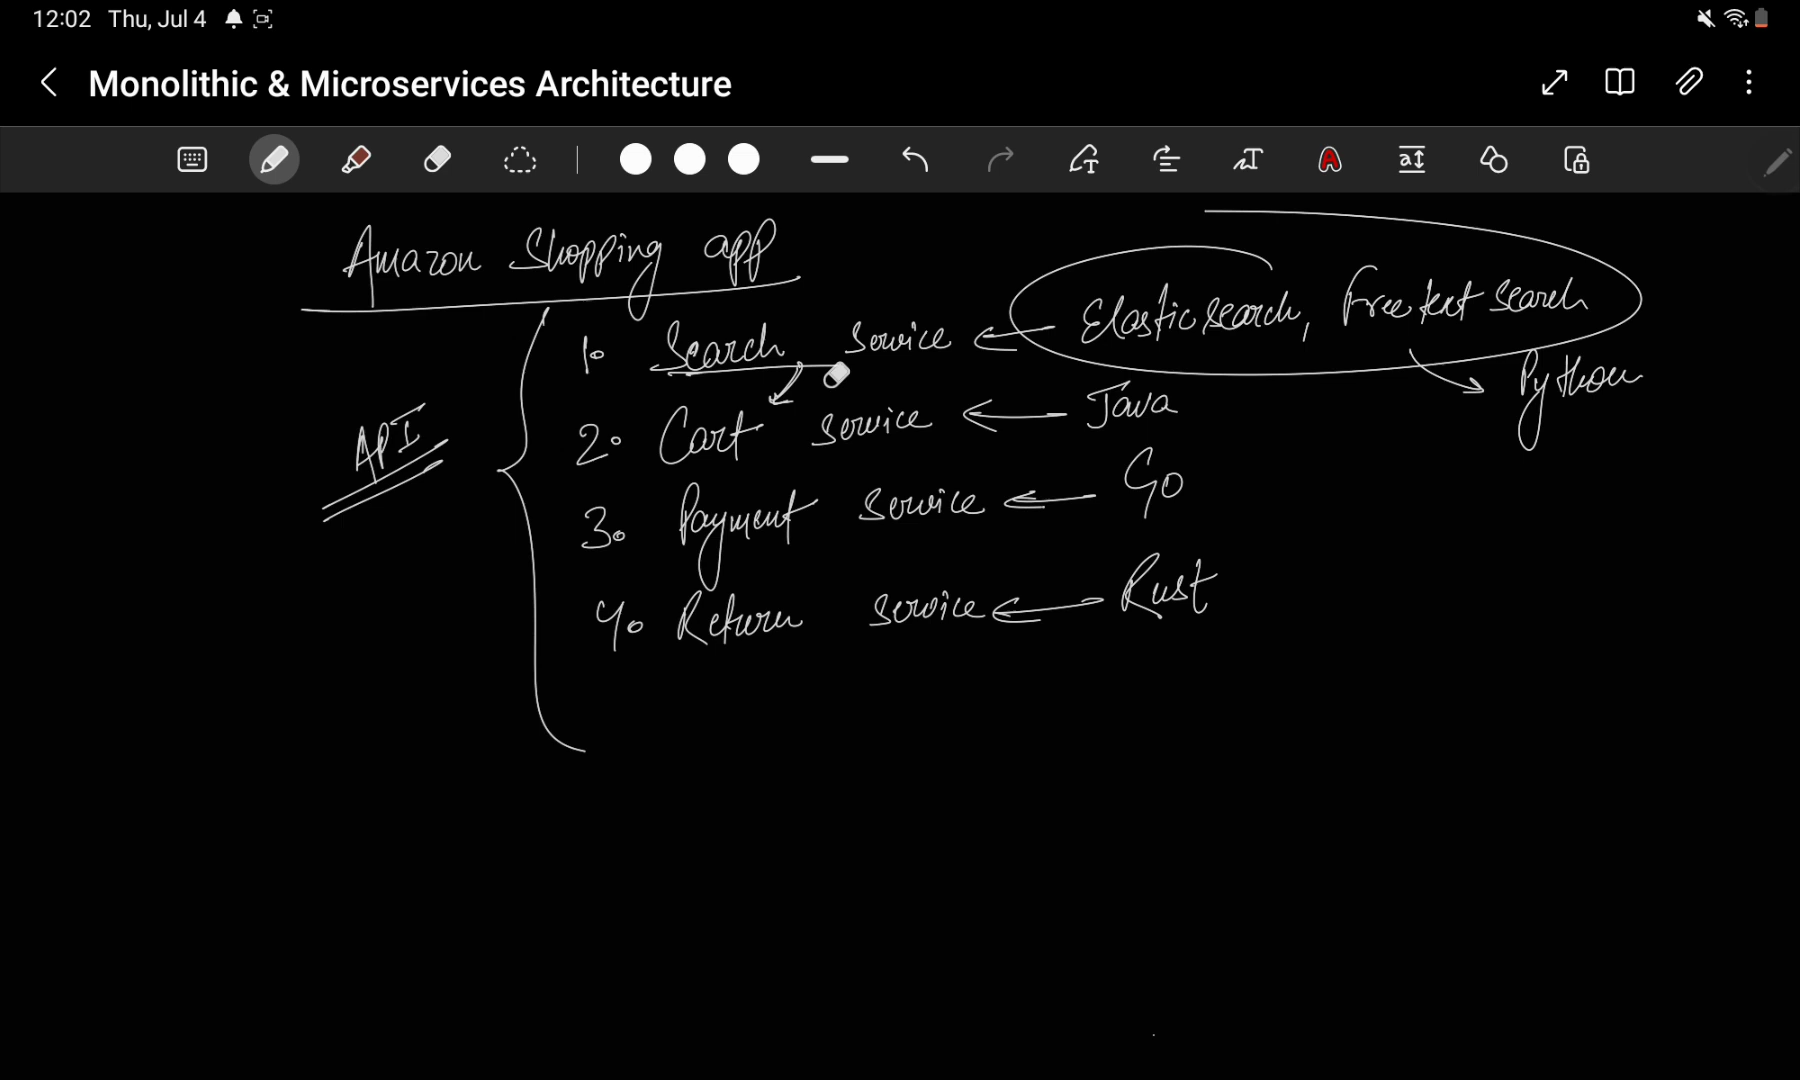 12:02 Thu, Jul 4
Monolithic & Microservices Architecture
Amazon Shopping app
1. Search Service ← Elastic search, Free text search
Python
2. Cart Service ← Java
API
3. Payment Service ← Go
4. Return Service ← Rust